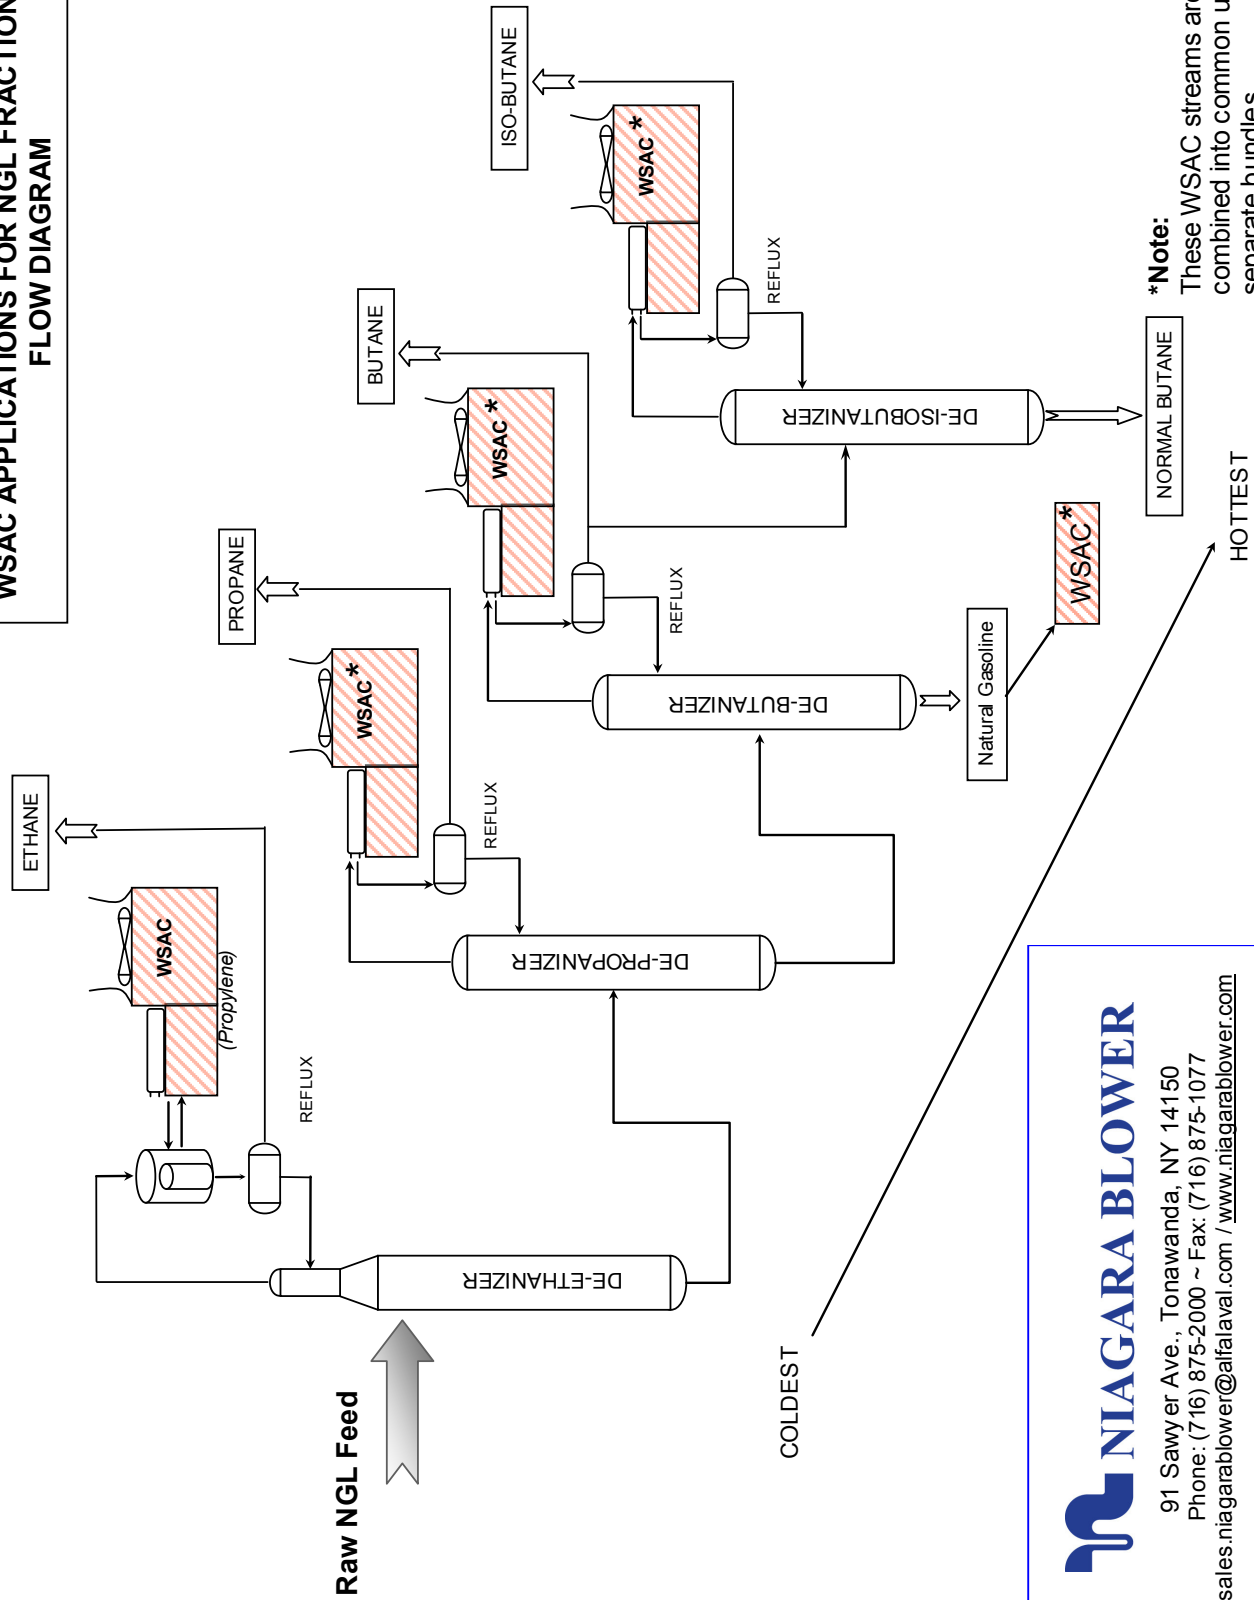 WSAC APPLICATIONS FOR NGL FRACTION
FLOW DIAGRAM
ETHANE
PROPANE
BUTANE
ISO-BUTANE
WSAC
(Propylene)
WSAC*
WSAC*
WSAC*
REFLUX
REFLUX
REFLUX
REFLUX
Raw NGL Feed
DE-ETHANIZER
DE-PROPANIZER
DE-BUTANIZER
DE-ISOBUTANIZER
Natural Gasoline
WSAC*
NORMAL BUTANE
COLDEST
HOTTEST
*Note:
These WSAC streams are
combined into common
separate bundles
NIAGARA BLOWER
91 Sawyer Ave., Tonawanda, NY 14150
Phone: (716) 875-2000 ~ Fax: (716) 875-1077
sales.niagarablower@alfalaval.com / www.niagarablower.com